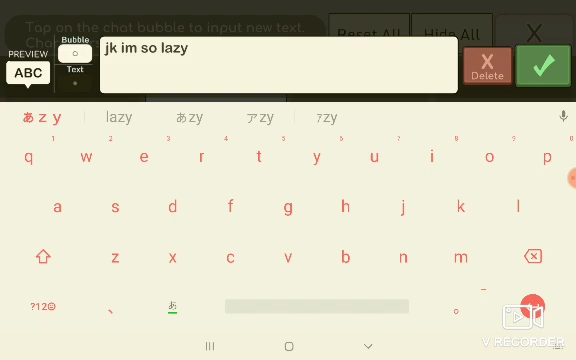 Tap on the chat bubble to input new text.
Reset All
Hide All
X
PREVIEW
ABC
Bubble
Text
jk im so lazy
X
Delete
あzy
lazy
あzy
アzy
ｱzy
1 2 3 4 5 6 7 8 9 0
q w e r t y u i o p
a s d f g h j k l
z x c v b n m
?12☺
、
あ
。
V RECORDER